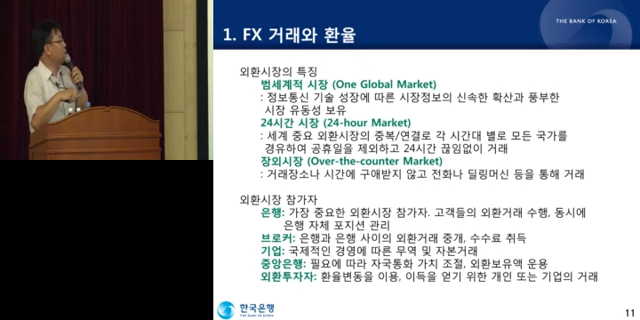 THE BANK OF KOREA
1. FX 거래와 환율
외환시장의 특징
범세계적 시장 (One Global Market)
: 정보통신 기술 성장에 따른 시장정보의 신속한 확산과 풍부한
시장 유동성 보유
24시간 시장 (24-hour Market)
: 세계 중요 외환시장의 중복/연결로 각 시간대 별로 모든 국가를
경유하여 공휴일을 제외하고 24시간 끊임없이 거래
장외시장 (Over-the-counter Market)
: 거래장소나 시간에 구애받지 않고 전화나 딜링머신 등을 통해 거래
외환시장 참가자
은행: 가장 중요한 외환시장 참가자. 고객들의 외환거래 수행, 동시에
은행 자체 포지션 관리
브로커: 은행과 은행 사이의 외환거래 중개, 수수료 취득
기업: 국제적인 경영에 따른 무역 및 자본거래
중앙은행: 필요에 따라 자국통화 가치 조절, 외환보유액 운용
외환투자자: 환율변동을 이용, 이득을 얻기 위한 개인 또는 기업의 거래
한국은행
THE BANK OF KOREA
11